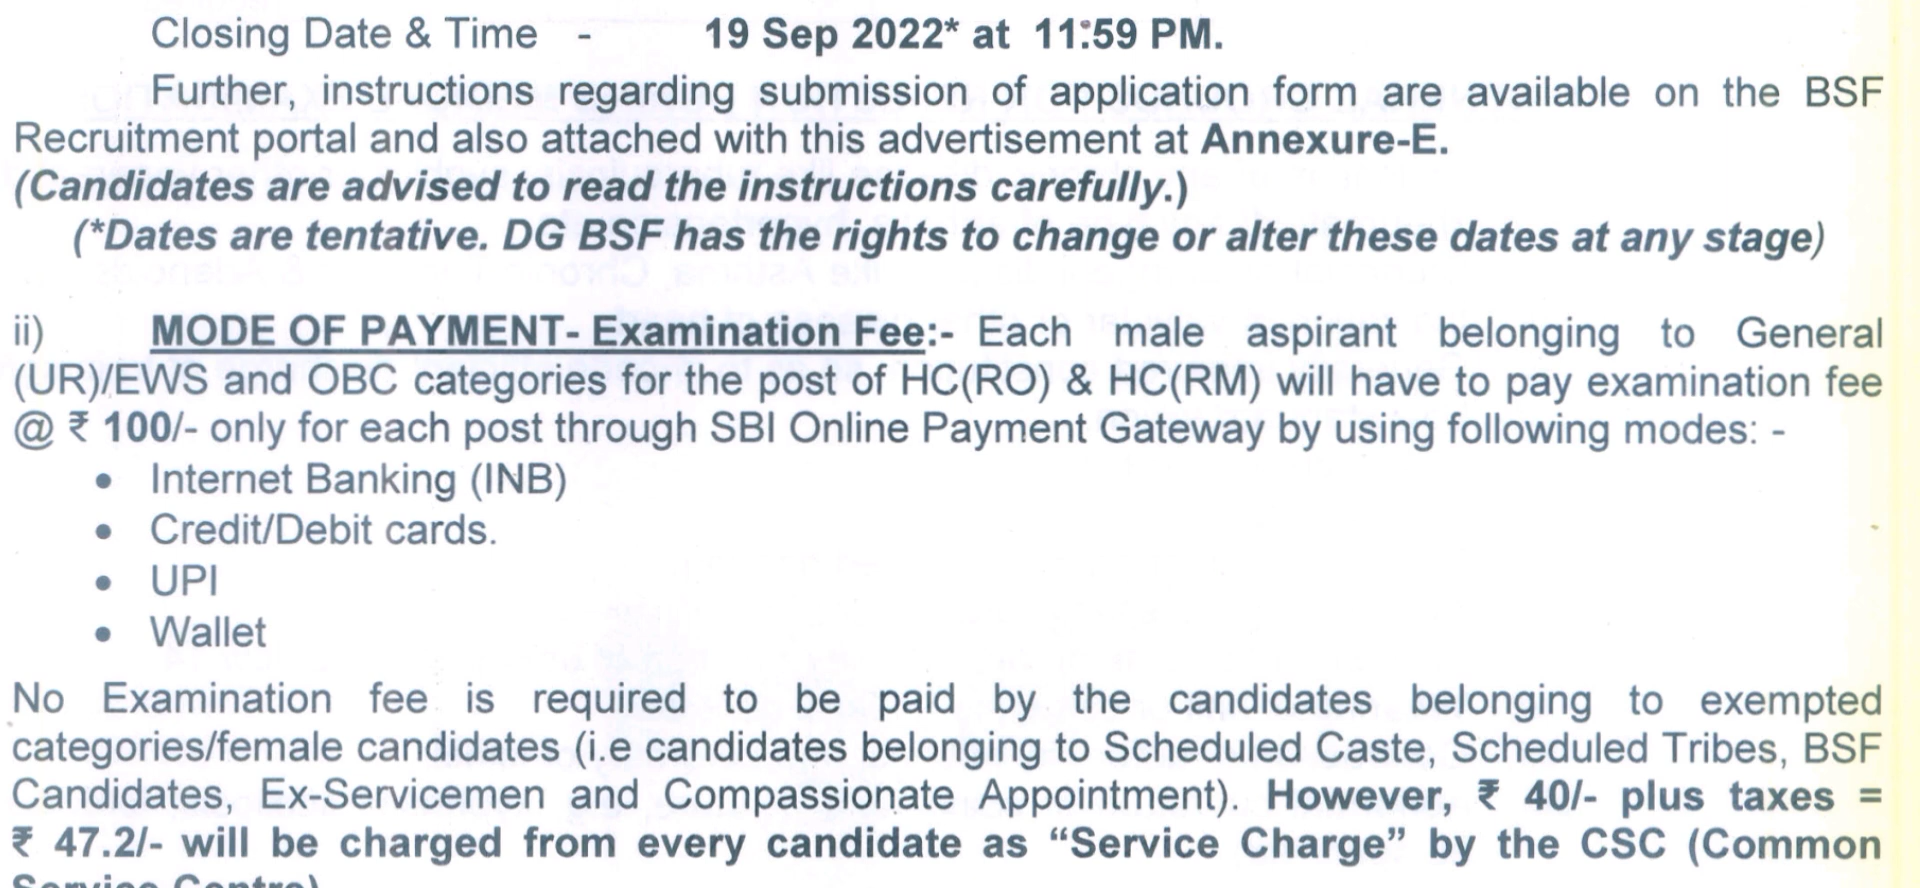 Closing Date & Time - 19 Sep 2022* at 11:59 PM.
Further, instructions regarding submission of application form are available on the BSF
Recruitment portal and also attached with this advertisement at Annexure-E.
(Candidates are advised to read the instructions carefully.)
(*Dates are tentative. DG BSF has the rights to change or alter these dates at any stage)
ii) MODE OF PAYMENT- Examination Fee:- Each male aspirant belonging to General
(UR)/EWS and OBC categories for the post of HC(RO) & HC(RM) will have to pay examination fee
@ ₹ 100/- only for each post through SBI Online Payment Gateway by using following modes: -
• Internet Banking (INB)
• Credit/Debit cards.
• UPI
• Wallet
No Examination fee is required to be paid by the candidates belonging to exempted
categories/female candidates (i.e candidates belonging to Scheduled Caste, Scheduled Tribes, BSF
Candidates, Ex-Servicemen and Compassionate Appointment). However, ₹ 40/- plus taxes =
₹ 47.2/- will be charged from every candidate as “Service Charge” by the CSC (Common
Service Centre)